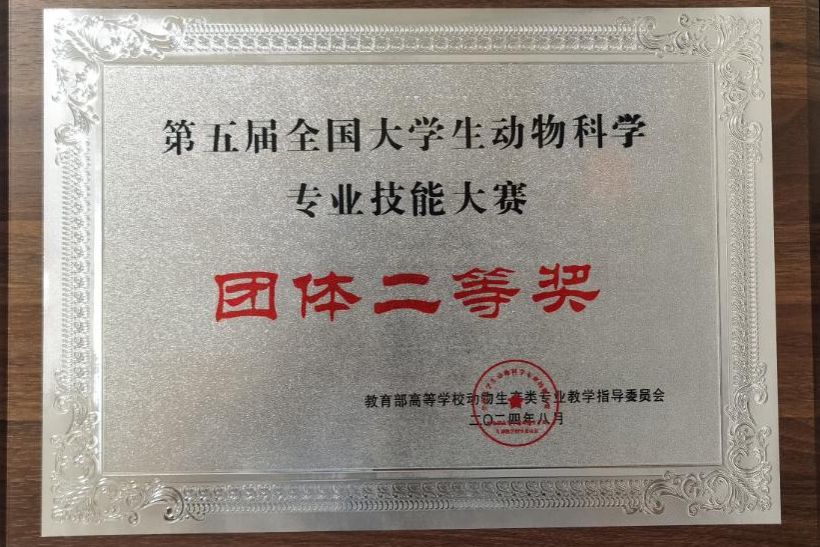 第五届全国大学生动物科学
专业技能大赛
团体二等奖
教育部高等学校动物生产类专业教学指导委员会
二〇二四年八月